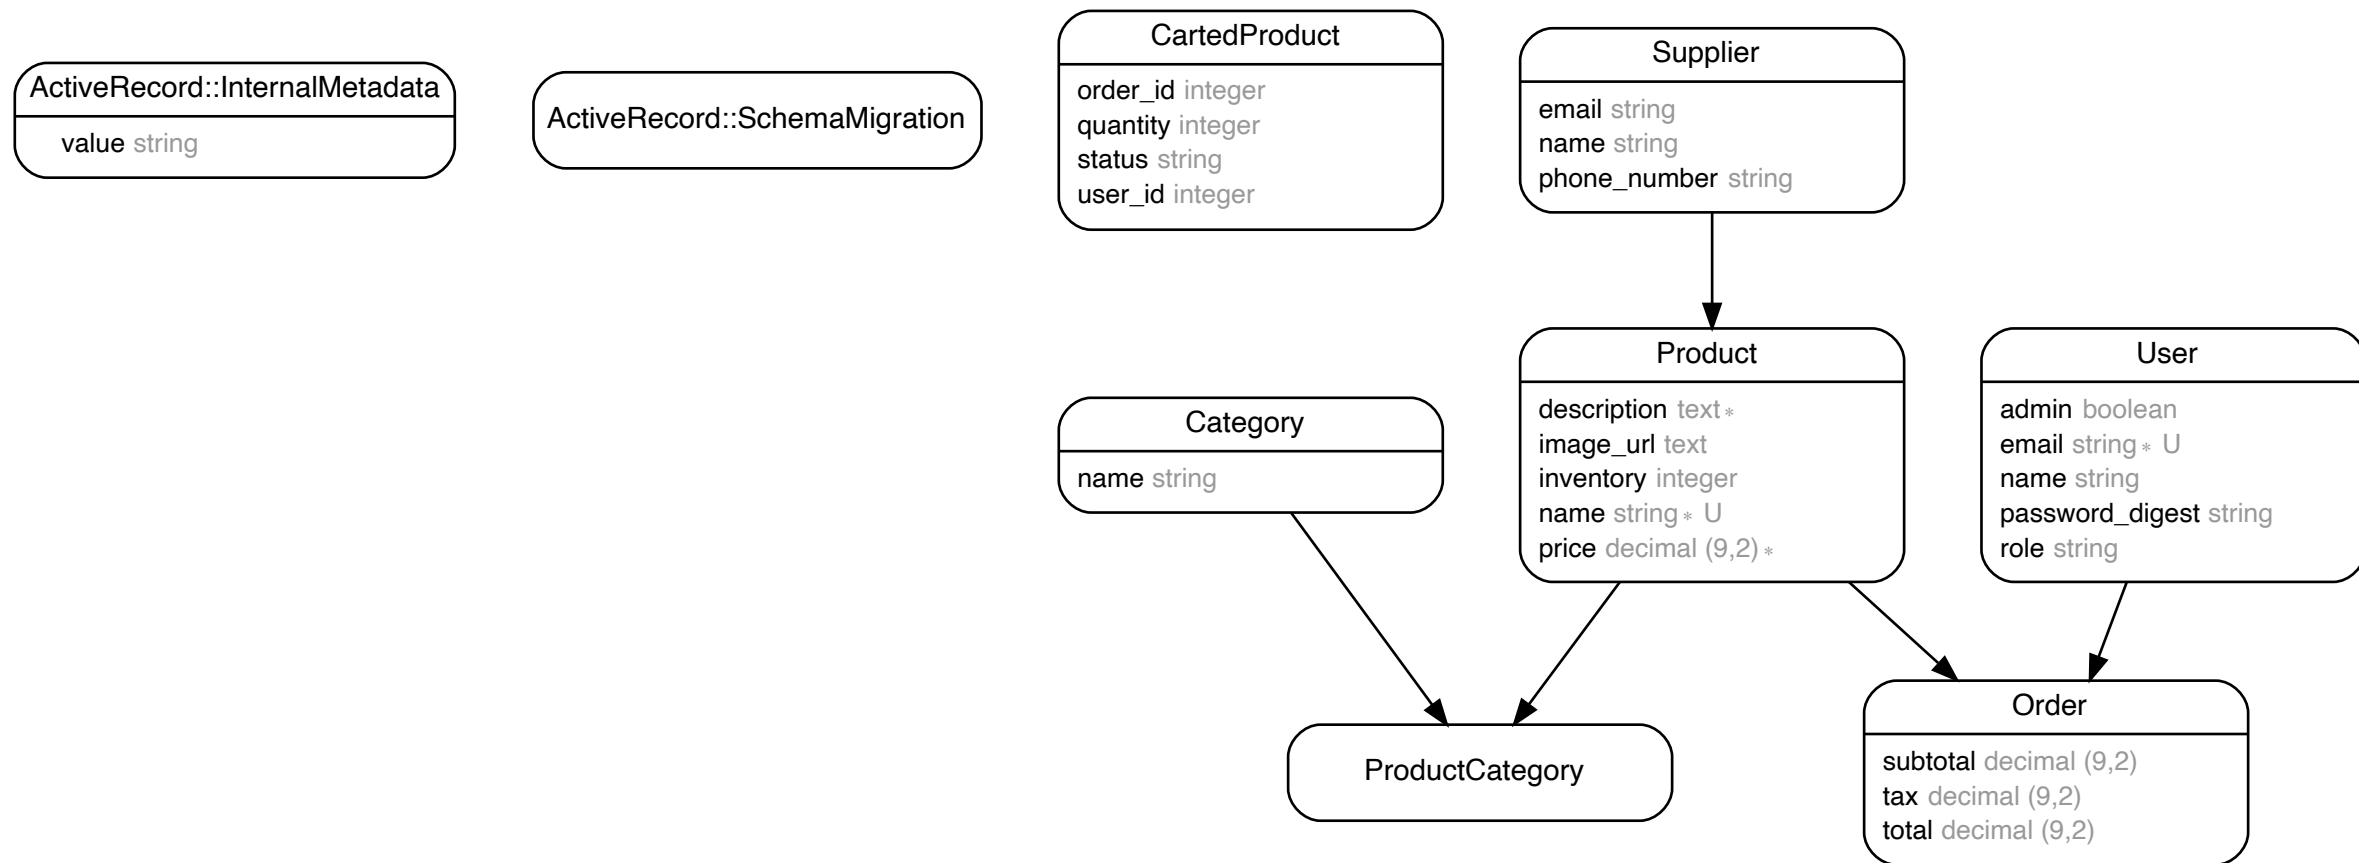 ActiveRecord::InternalMetadata
value string
ActiveRecord::SchemaMigration
CartedProduct
order_id integer
quantity integer
status string
user_id integer
Supplier
email string
name string
phone_number string
Category
name string
Product
description text *
image_url text
inventory integer
name string * U
price decimal (9,2) *
User
admin boolean
email string * U
name string
password_digest string
role string
ProductCategory
Order
subtotal decimal (9,2)
tax decimal (9,2)
total decimal (9,2)